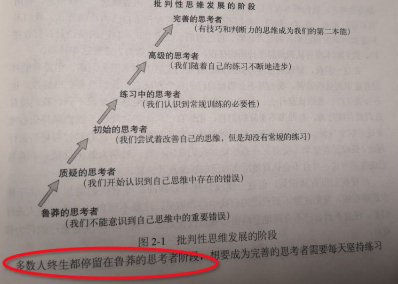 批判性思维发展的阶段
完善的思考者
（有技巧和判断力的思维成为我们的第二本能）
高级的思考者
（我们随着自己的练习不断地进步）
练习中的思考者
（我们认识到常规训练的必要性）
初始的思考者
（我们尝试着改善自己的思维，但是却没有常规的练习）
质疑的思考者
（我们开始认识到自己思维中存在的错误）
鲁莽的思考者
（我们不能意识到自己思维中的重要错误）
图 2-1 批判性思维发展的阶段
多数人终生都停留在鲁莽的思考者阶段，想要成为完善的思考者需要每天坚持练习